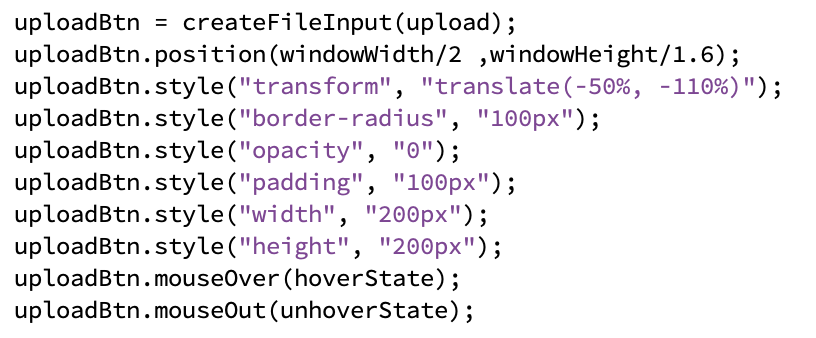 uploadBtn = createFileInput(upload);
uploadBtn.position(windowWidth/2 ,windowHeight/1.6);
uploadBtn.style("transform", "translate(-50%, -110%)");
uploadBtn.style("border-radius", "100px");
uploadBtn.style("opacity", "0");
uploadBtn.style("padding", "100px");
uploadBtn.style("width", "200px");
uploadBtn.style("height", "200px");
uploadBtn.mouseOver(hoverState);
uploadBtn.mouseOut(unhoverState);